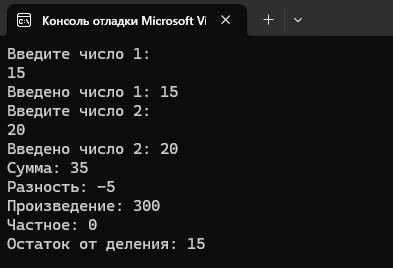 Консоль отладки Microsoft Vi
Введите число 1:
15
Введено число 1: 15
Введите число 2:
20
Введено число 2: 20
Сумма: 35
Разность: -5
Произведение: 300
Частное: 0
Остаток от деления: 15